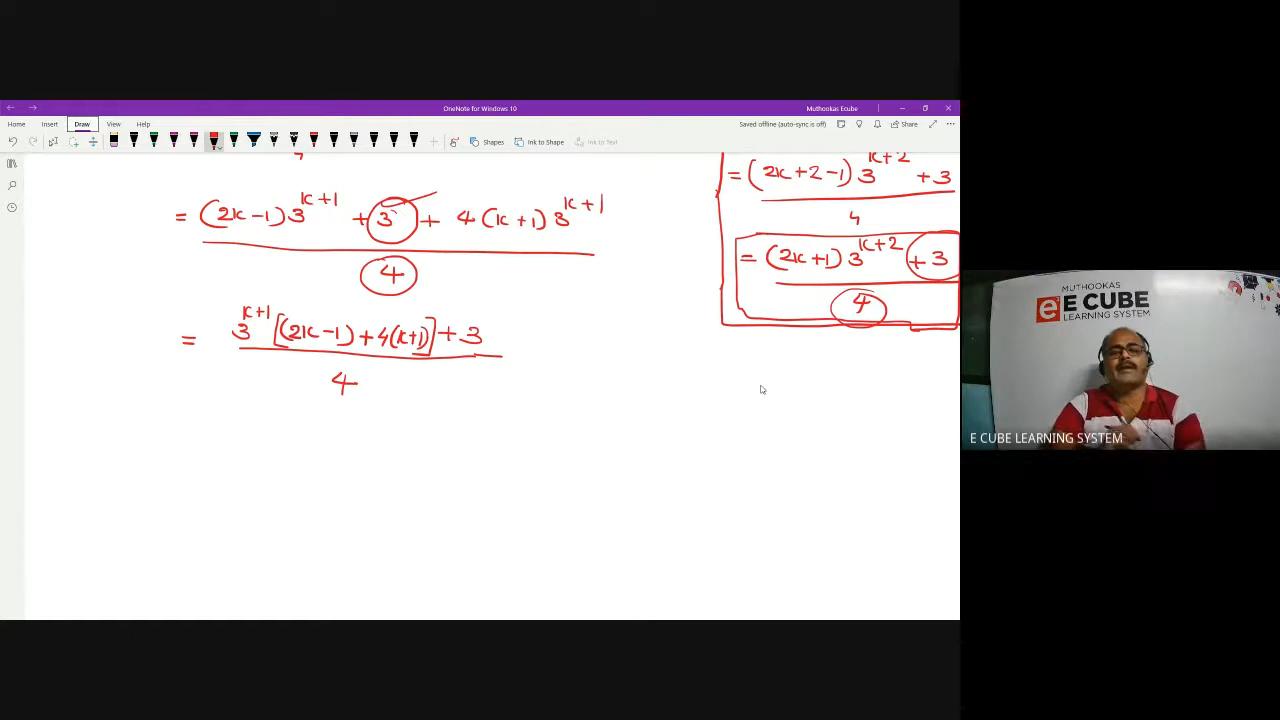 OneNote for Windows 10
Muthookas Ecube
Home Insert Draw View Help
Saved offline (auto-sync is off)
Share
Shapes
Ink to Shape
Ink to Text
4
= (2k-1)3^{k+1} + 3 + 4(k+1)3^{k+1}
4
= 3^{k+1}[(2k-1)+4(k+1)]+3
4
= (2k+2-1)3^{k+2} +3
4
= (2k+1)3^{k+2} +3
4
MUTHOOKAS
e E CUBE
LEARNING SYSTEM
E CUBE LEARNING SYSTEM